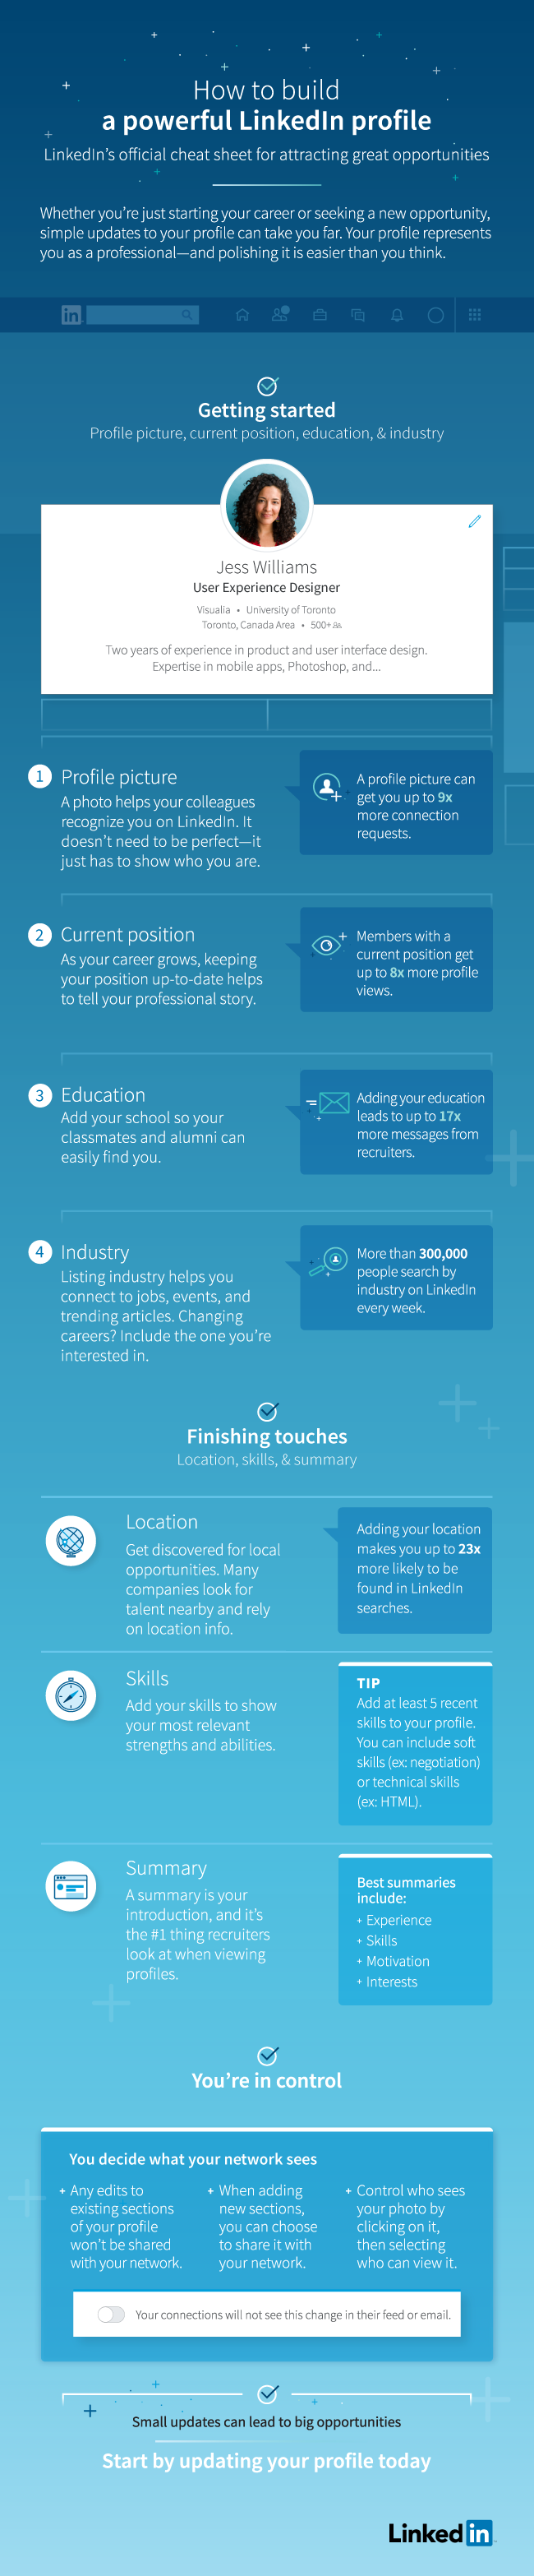 How to build
a powerful LinkedIn profile
LinkedIn's official cheat sheet for attracting great opportunities
Whether you're just starting your career or seeking a new opportunity,
simple updates to your profile can take you far. Your profile represents
you as a professional—and polishing it is easier than you think.
in
Getting started
Profile picture, current position, education, & industry
Jess Williams
User Experience Designer
Visualia • University of Toronto
Toronto, Canada Area • 500+
Two years of experience in product and user interface design.
Expertise in mobile apps, Photoshop, and...
1 Profile picture
A photo helps your colleagues
recognize you on LinkedIn. It
doesn't need to be perfect—it
just has to show who you are.
A profile picture can
get you up to 9x
more connection
requests.
2 Current position
As your career grows, keeping
your position up-to-date helps
to tell your professional story.
Members with a
current position get
up to 8x more profile
views.
3 Education
Add your school so your
classmates and alumni can
easily find you.
Adding your education
leads to up to 17x
more messages from
recruiters.
4 Industry
Listing industry helps you
connect to jobs, events, and
trending articles. Changing
careers? Include the one you're
interested in.
More than 300,000
people search by
industry on LinkedIn
every week.
Finishing touches
Location, skills, & summary
Location
Get discovered for local
opportunities. Many
companies look for
talent nearby and rely
on location info.
Adding your location
makes you up to 23x
more likely to be
found in LinkedIn
searches.
Skills
Add your skills to show
your most relevant
strengths and abilities.
TIP
Add at least 5 recent
skills to your profile.
You can include soft
skills (ex: negotiation)
or technical skills
(ex: HTML).
Summary
A summary is your
introduction, and it's
the #1 thing recruiters
look at when viewing
profiles.
Best summaries
include:
+ Experience
+ Skills
+ Motivation
+ Interests
You're in control
You decide what your network sees
+ Any edits to
existing sections
of your profile
won't be shared
with your network.
+ When adding
new sections,
you can choose
to share it with
your network.
+ Control who sees
your photo by
clicking on it,
then selecting
who can view it.
Your connections will not see this change in their feed or email.
Small updates can lead to big opportunities
Start by updating your profile today
Linked in